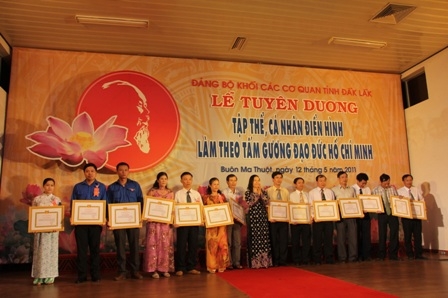 ĐẢNG BỘ KHỐI CÁC CƠ QUAN TỈNH ĐẮK LẮK
LỄ TUYÊN DƯƠNG
TẬP THỂ, CÁ NHÂN ĐIỂN HÌNH
LÀM THEO TẤM GƯƠNG ĐẠO ĐỨC HỒ CHÍ MINH
Buôn Ma Thuột, ngày 12 tháng 5 năm 2011